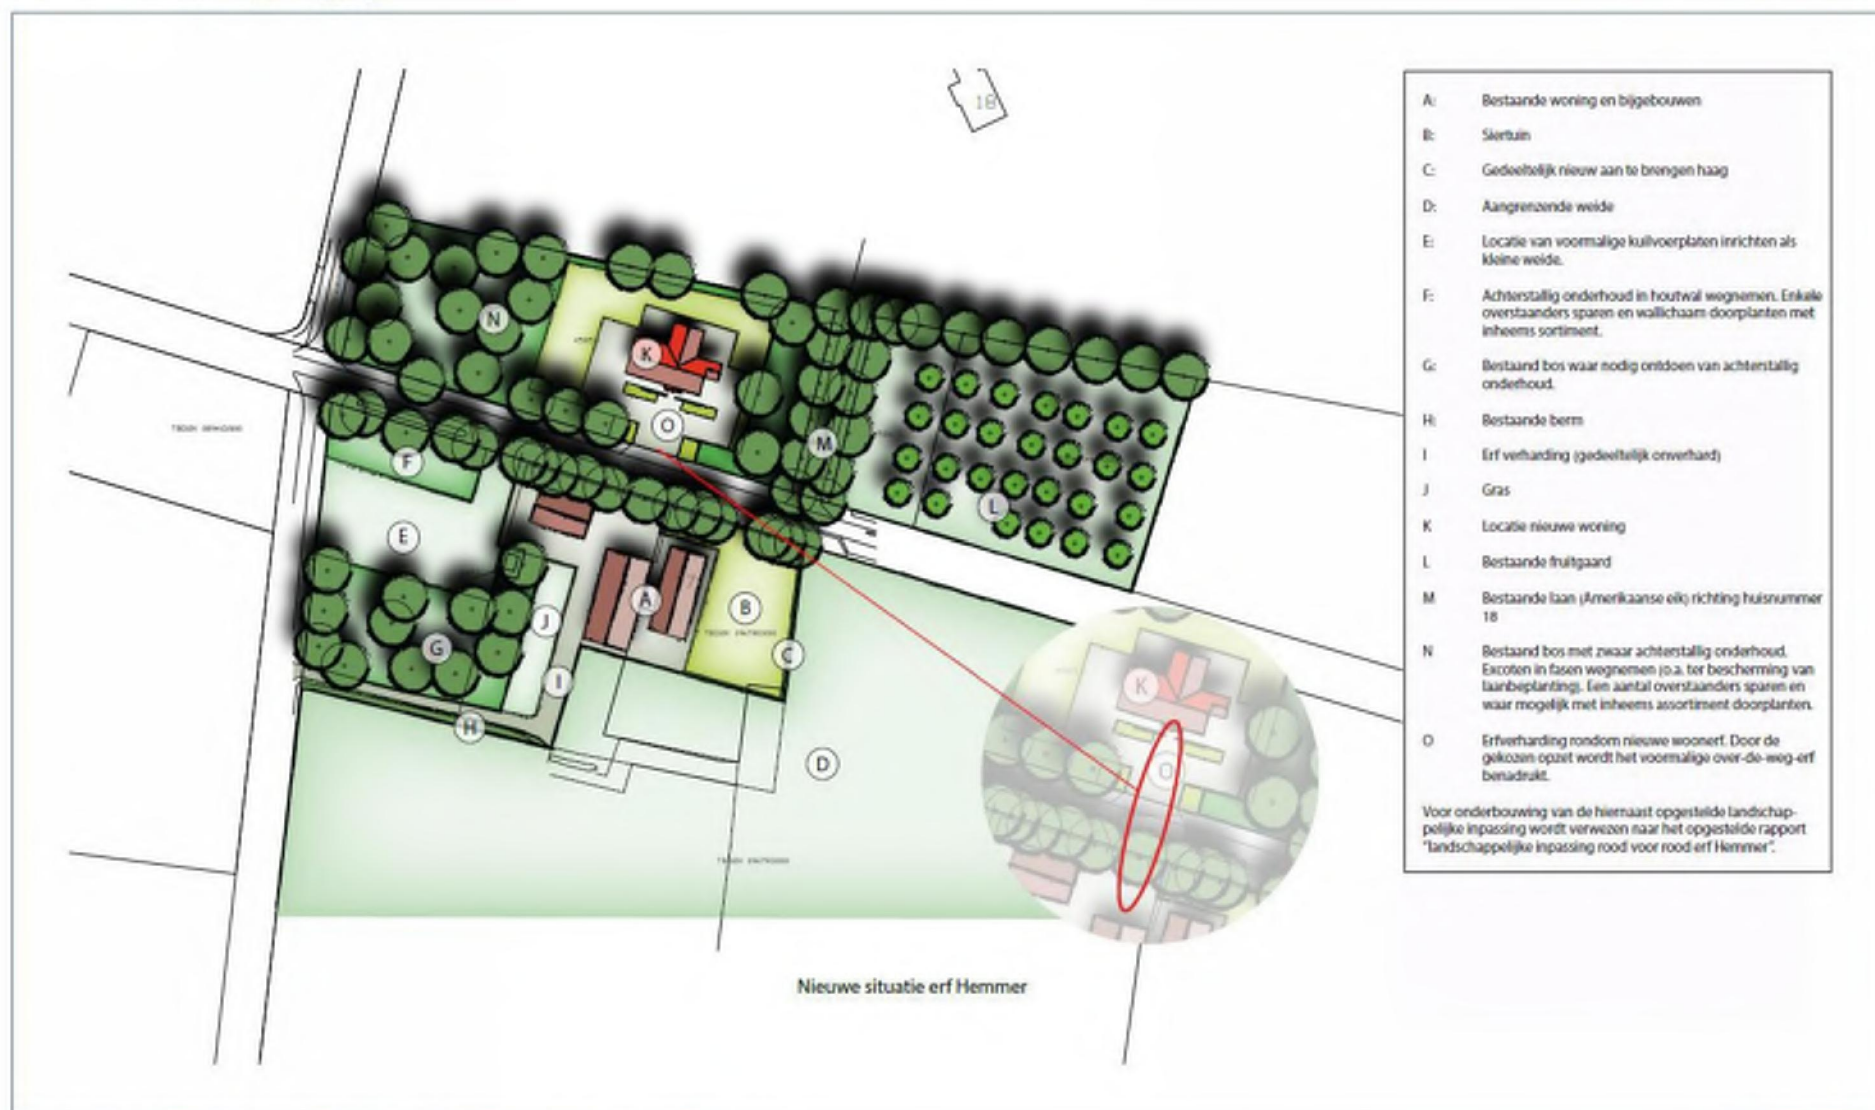 18
N
K
O
M
F
L
E
A
B
J
G
C
I
H
D
K
O
Nieuwe situatie erf Hemmer
A: Bestaande woning en bijgebouwen
B: Siertuin
C: Gedeeltelijk nieuw aan te brengen haag
D: Aangrenzende weide
E: Locatie van voormalige kuilvoerplaten inrichten als
kleine weide.
F: Achterstallig onderhoud in houtwal wegnemen. Enkele
overstaanders sparen en wallichaam doorplanten met
inheems sortiment.
G: Bestaand bos waar nodig ontdoen van achterstallig
onderhoud.
H: Bestaande berm
I Erf verharding (gedeeltelijk onverhard)
J Gras
K Locatie nieuwe woning
L Bestaande fruitgaard
M Bestaande laan (Amerikaanse eik) richting huisnummer
18
N Bestaand bos met zwaar achterstallig onderhoud.
Excoten in fasen wegnemen (o.a. ter bescherming van
laanbeplanting). Een aantal overstaanders sparen en
waar mogelijk met inheems assortiment doorplanten.
O Erfverharding rondom nieuwe woonerf. Door de
gekozen opzet wordt het voormalige over-de-weg-erf
benadrukt.
Voor onderbouwing van de hiernaast opgestelde landschap-
pelijke inpassing wordt verwezen naar het opgestelde rapport
"landschappelijke inpassing rood voor rood erf Hemmer".